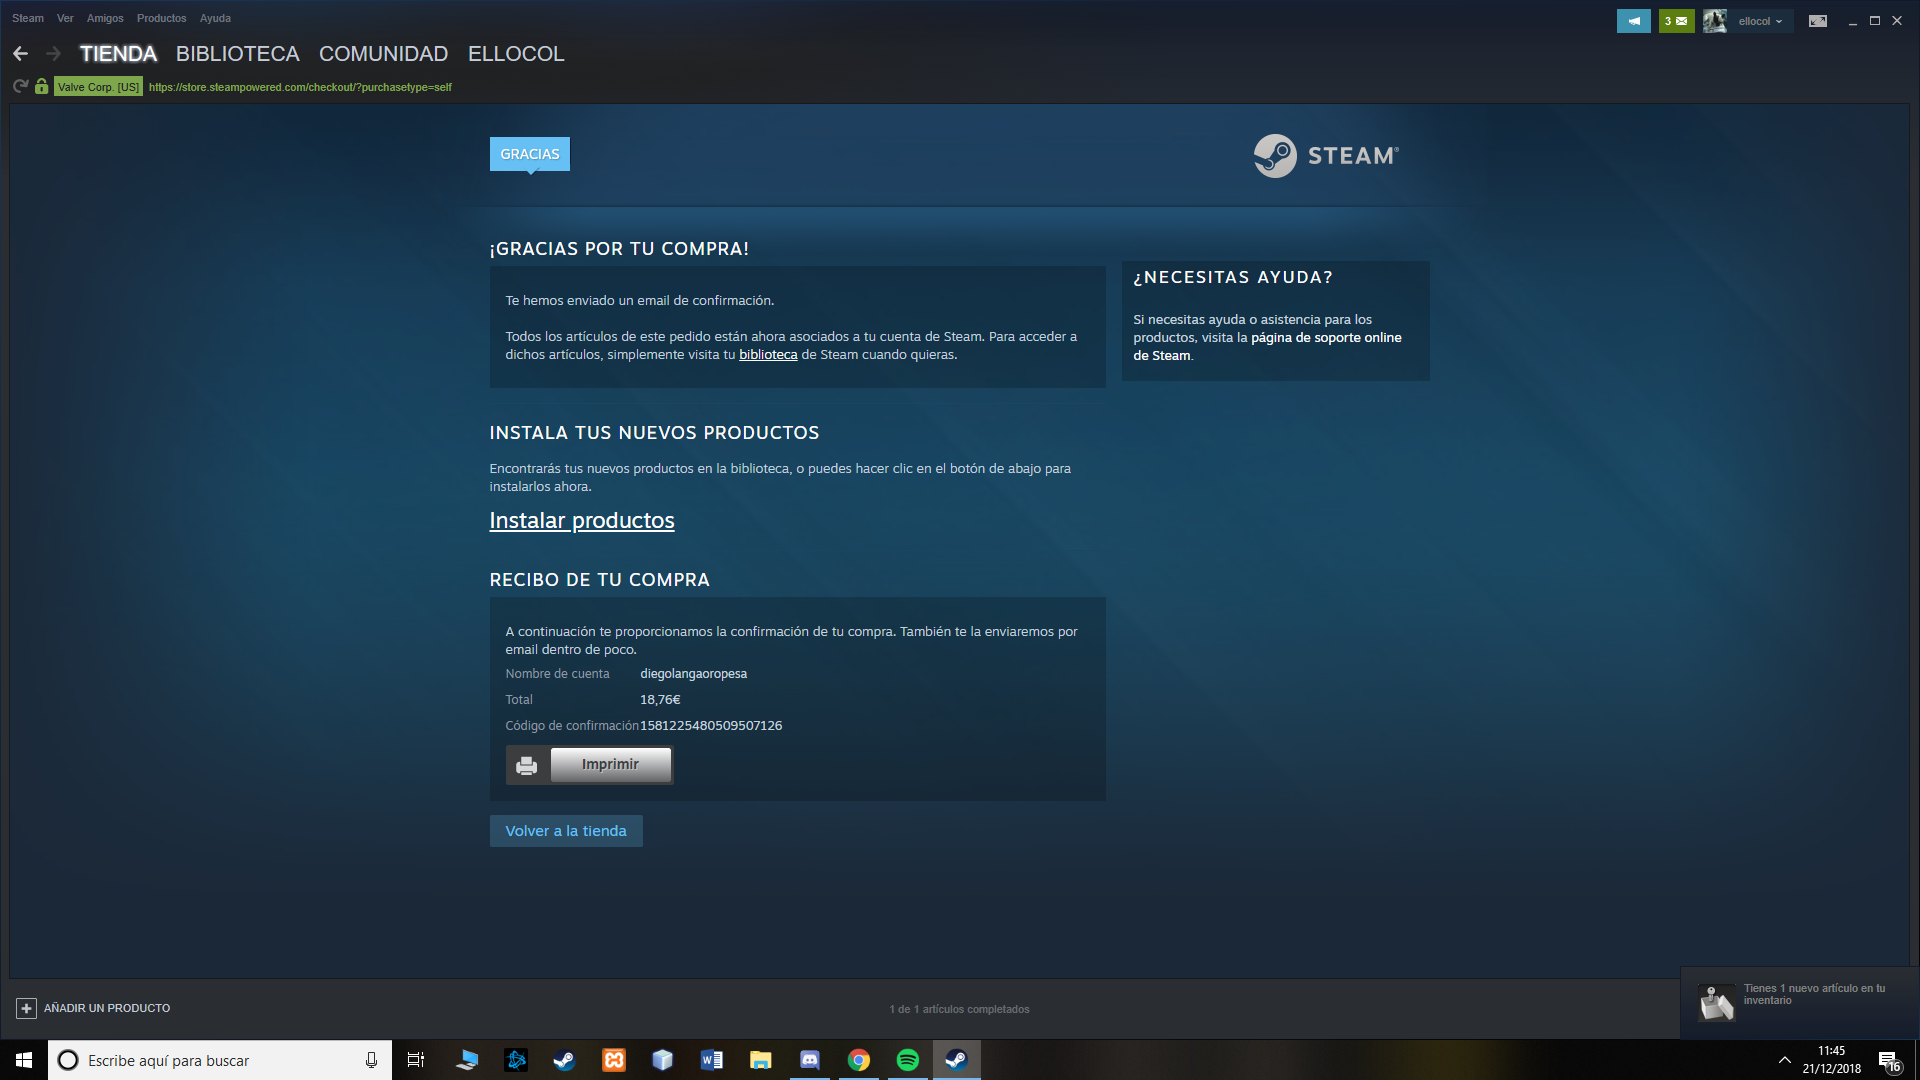 Steam Ver Amigos Productos Ayuda
3
ellocol
TIENDA BIBLIOTECA COMUNIDAD ELLOCOL
Valve Corp. [US] https://store.steampowered.com/checkout/?purchasetype=self
GRACIAS
STEAM®
¡GRACIAS POR TU COMPRA!
Te hemos enviado un email de confirmación.
Todos los artículos de este pedido están ahora asociados a tu cuenta de Steam. Para acceder a
dichos artículos, simplemente visita tu biblioteca de Steam cuando quieras.
¿NECESITAS AYUDA?
Si necesitas ayuda o asistencia para los
productos, visita la página de soporte online
de Steam.
INSTALA TUS NUEVOS PRODUCTOS
Encontrarás tus nuevos productos en la biblioteca, o puedes hacer clic en el botón de abajo para
instalarlos ahora.
Instalar productos
RECIBO DE TU COMPRA
A continuación te proporcionamos la confirmación de tu compra. También te la enviaremos por
email dentro de poco.
Nombre de cuenta diegolangaoropesa
Total 18,76€
Código de confirmación 1581225480509507126
Imprimir
Volver a la tienda
AÑADIR UN PRODUCTO
1 de 1 artículos completados
Tienes 1 nuevo artículo en tu
inventario
Escribe aquí para buscar
11:45
21/12/2018
16